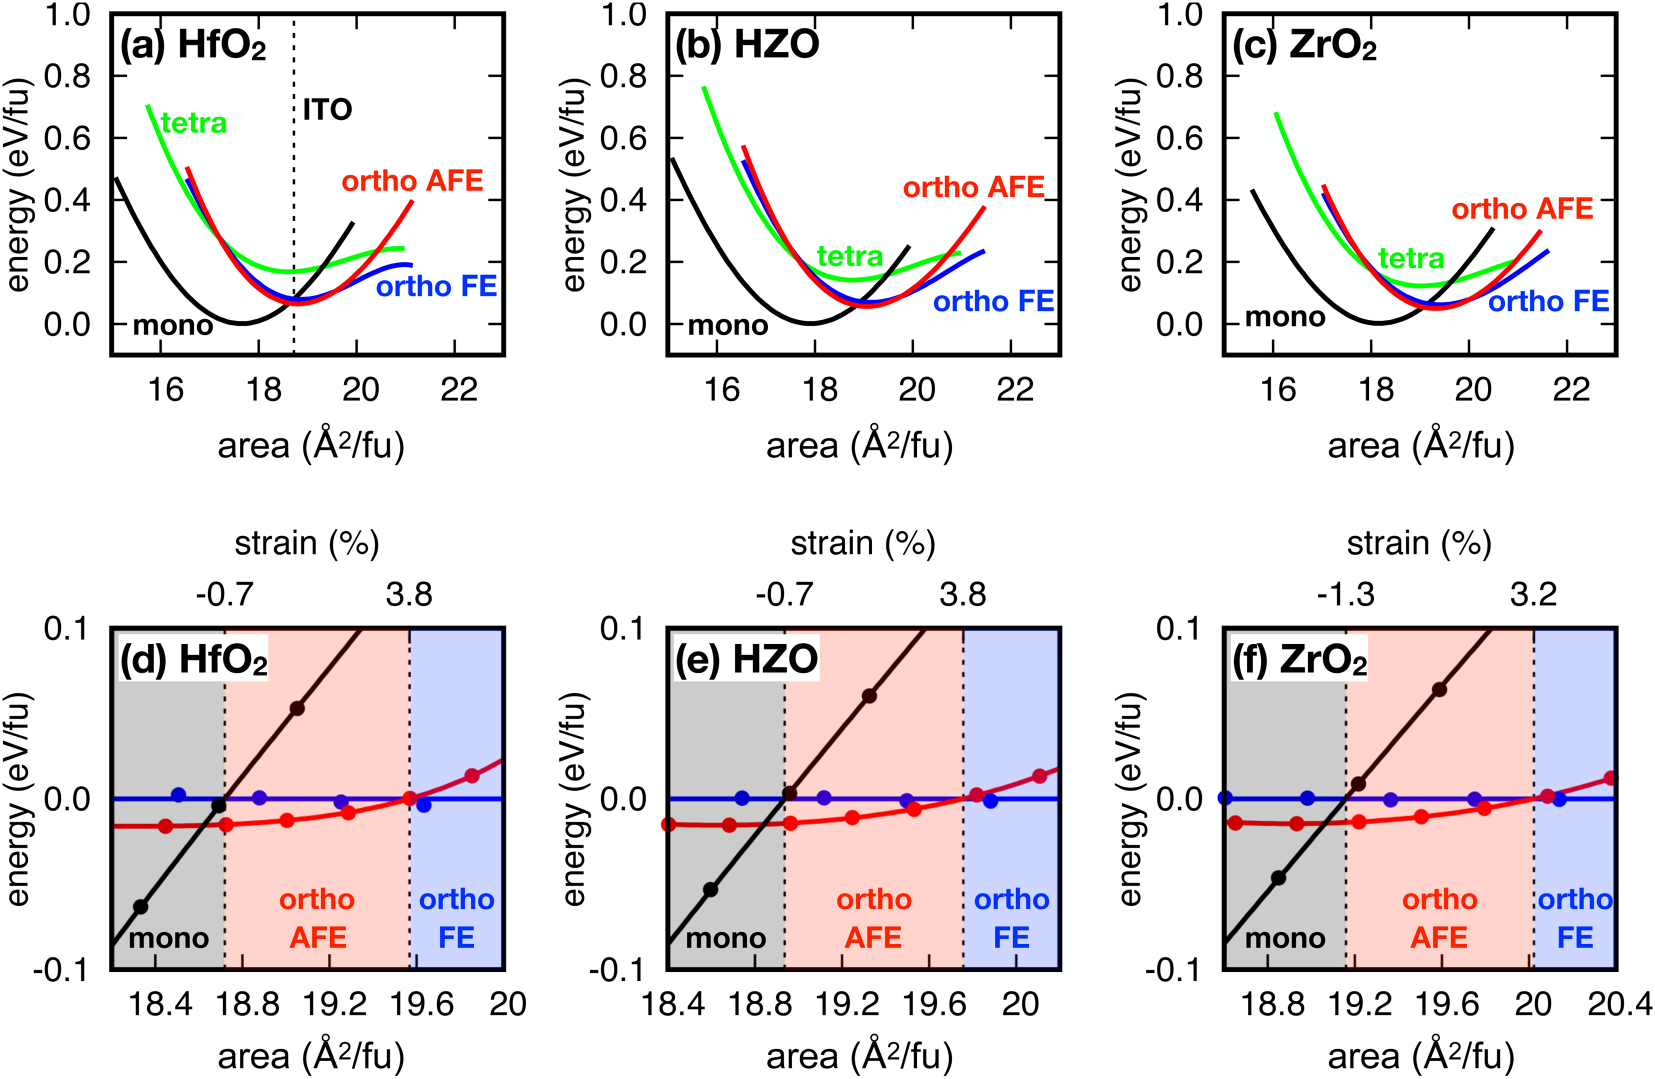 (a) HfO₂
1.0
0.8
0.6
0.4
0.2
0.0
energy (eV/fu)
tetra
ITO
ortho AFE
ortho FE
mono
16 18 20 22
area (Å²/fu)
(b) HZO
1.0
0.8
0.6
0.4
0.2
0.0
energy (eV/fu)
ortho AFE
tetra
ortho FE
mono
16 18 20 22
area (Å²/fu)
(c) ZrO₂
1.0
0.8
0.6
0.4
0.2
0.0
energy (eV/fu)
ortho AFE
tetra
ortho FE
mono
16 18 20 22
area (Å²/fu)
strain (%)
-0.7 3.8
(d) HfO₂
0.1
0.0
-0.1
energy (eV/fu)
mono
ortho
AFE
ortho
FE
18.4 18.8 19.2 19.6 20
area (Å²/fu)
strain (%)
-0.7 3.8
(e) HZO
0.1
0.0
-0.1
energy (eV/fu)
mono
ortho
AFE
ortho
FE
18.4 18.8 19.2 19.6 20
area (Å²/fu)
strain (%)
-1.3 3.2
(f) ZrO₂
0.1
0.0
-0.1
energy (eV/fu)
mono
ortho
AFE
ortho
FE
18.8 19.2 19.6 20 20.4
area (Å²/fu)